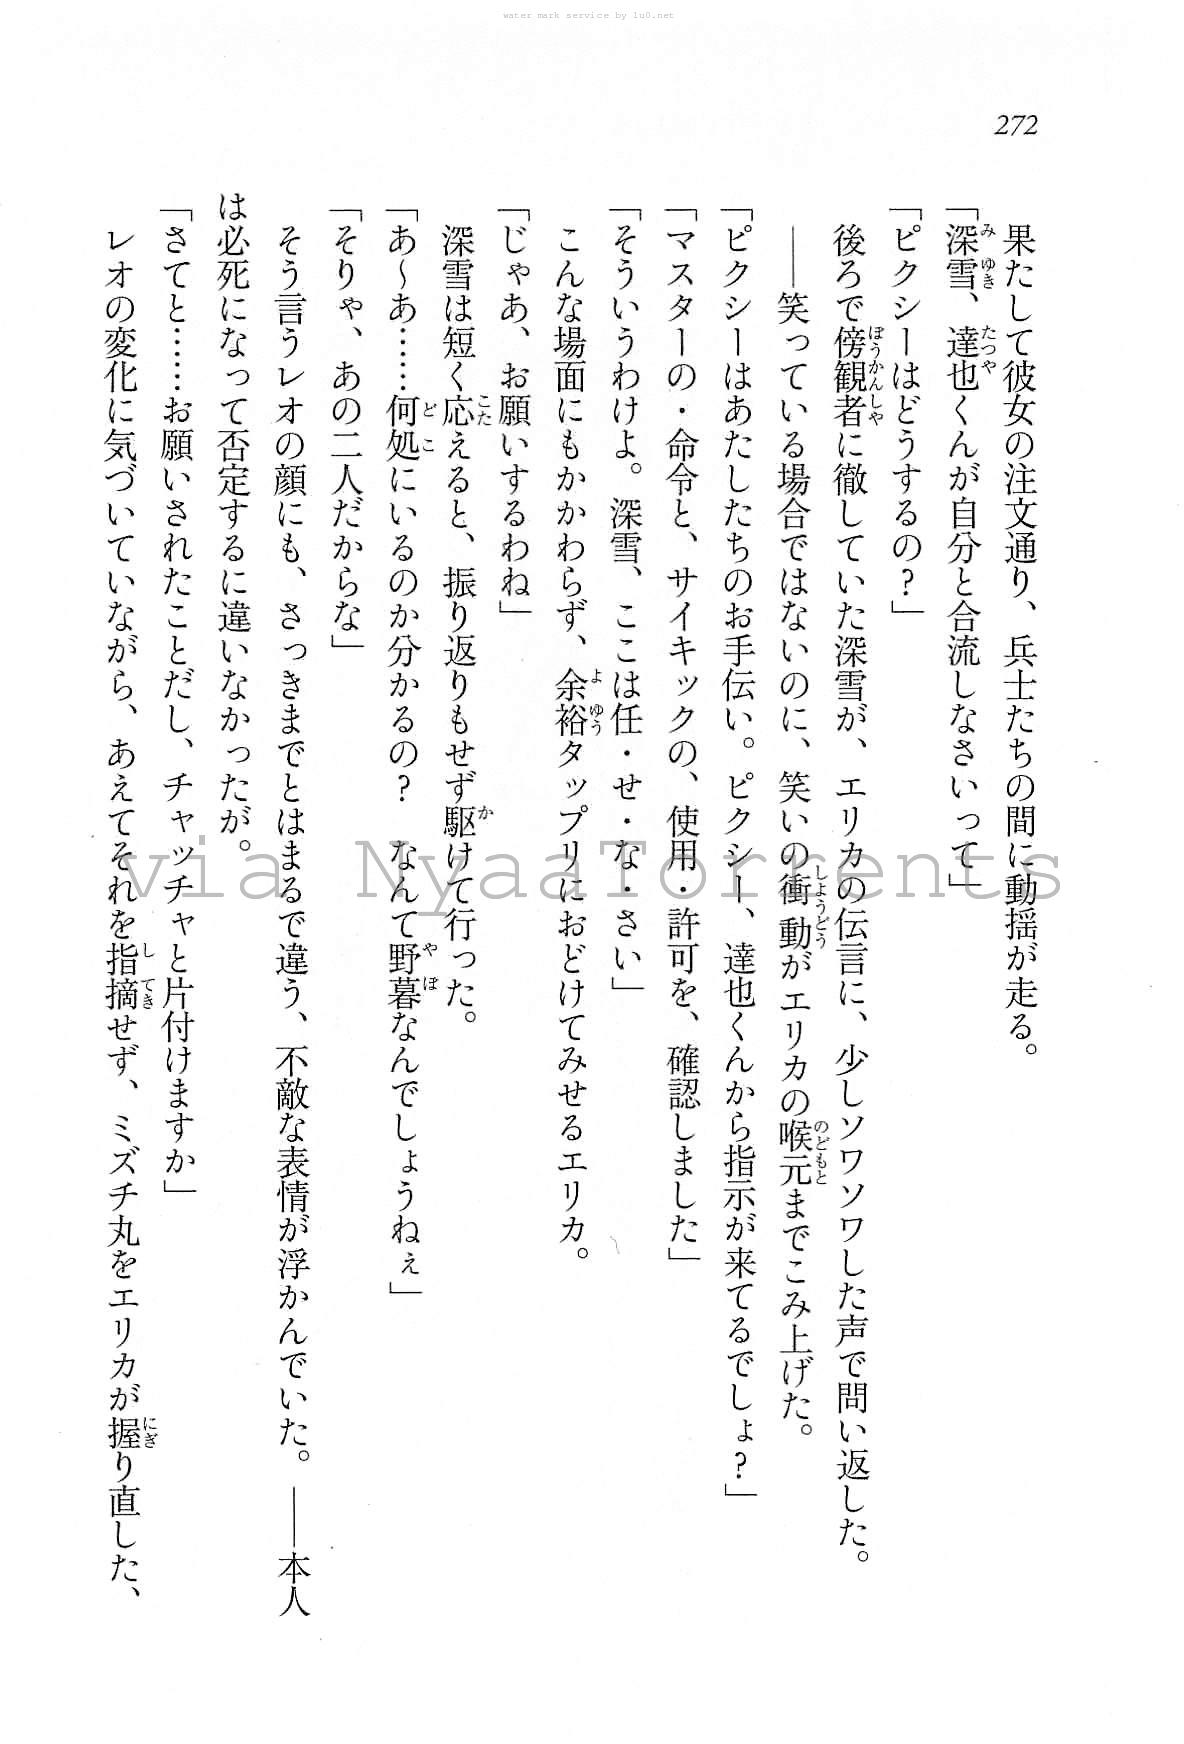 water mark service by lu0.net
272
果たして彼女の注文通り、兵士たちの間に動揺が走る。
「深雪、達也くんが自分と合流しなさいって」
「ピクシーはどうするの？」
後ろで傍観者に徹していた深雪が、エリカの伝言に、少しソワソワした声で問い返した。
――笑っている場合ではないのに、笑いの衝動がエリカの喉元までこみ上げた。
「ピクシーはあたしたちのお手伝い。ピクシー、達也くんから指示が来てるでしょ？」
「マスターの・命令と、サイキックの、使用・許可を、確認しました」
「そういうわけよ。深雪、ここは任・せ・な・さい」
こんな場面にもかかわらず、余裕タップリにおどけてみせるエリカ。
「じゃあ、お願いするわね」
深雪は短く応えると、振り返りもせず駆けて行った。
「あ～あ……何処にいるのか分かるの？　なんて野暮なんでしょうねぇ」
「そりゃ、あの二人だからな」
そう言うレオの顔にも、さっきまでとはまるで違う、不敵な表情が浮かんでいた。――本人
は必死になって否定するに違いなかったが。
「さてと……お願いされたことだし、チャッチャと片付けますか」
レオの変化に気づいていながら、あえてそれを指摘せず、ミズチ丸をエリカが握り直した、
via NyaaTorrents